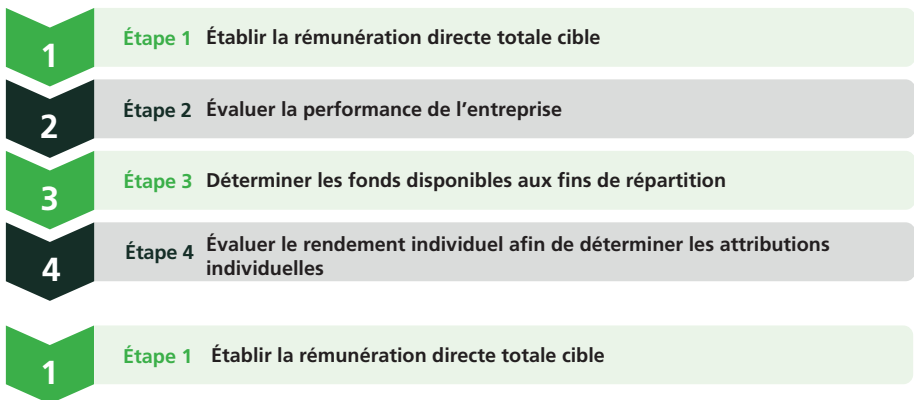 1 Étape 1 Établir la rémunération directe totale cible
2 Étape 2 Évaluer la performance de l'entreprise
3 Étape 3 Déterminer les fonds disponibles aux fins de répartition
4 Étape 4 Évaluer le rendement individuel afin de déterminer les attributions
individuelles
1 Étape 1 Établir la rémunération directe totale cible